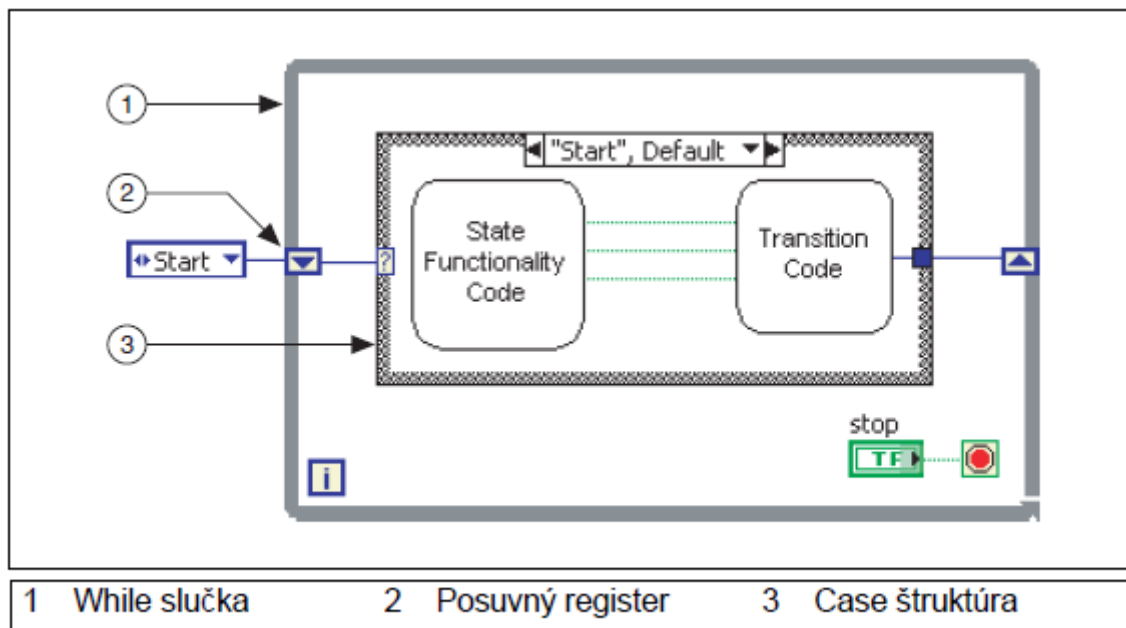 1
"Start", Default
2
State
Functionality
Code
Transition
Code
Start
?
3
stop
TF
i
1 While slučka 2 Posuvný register 3 Case štruktúra